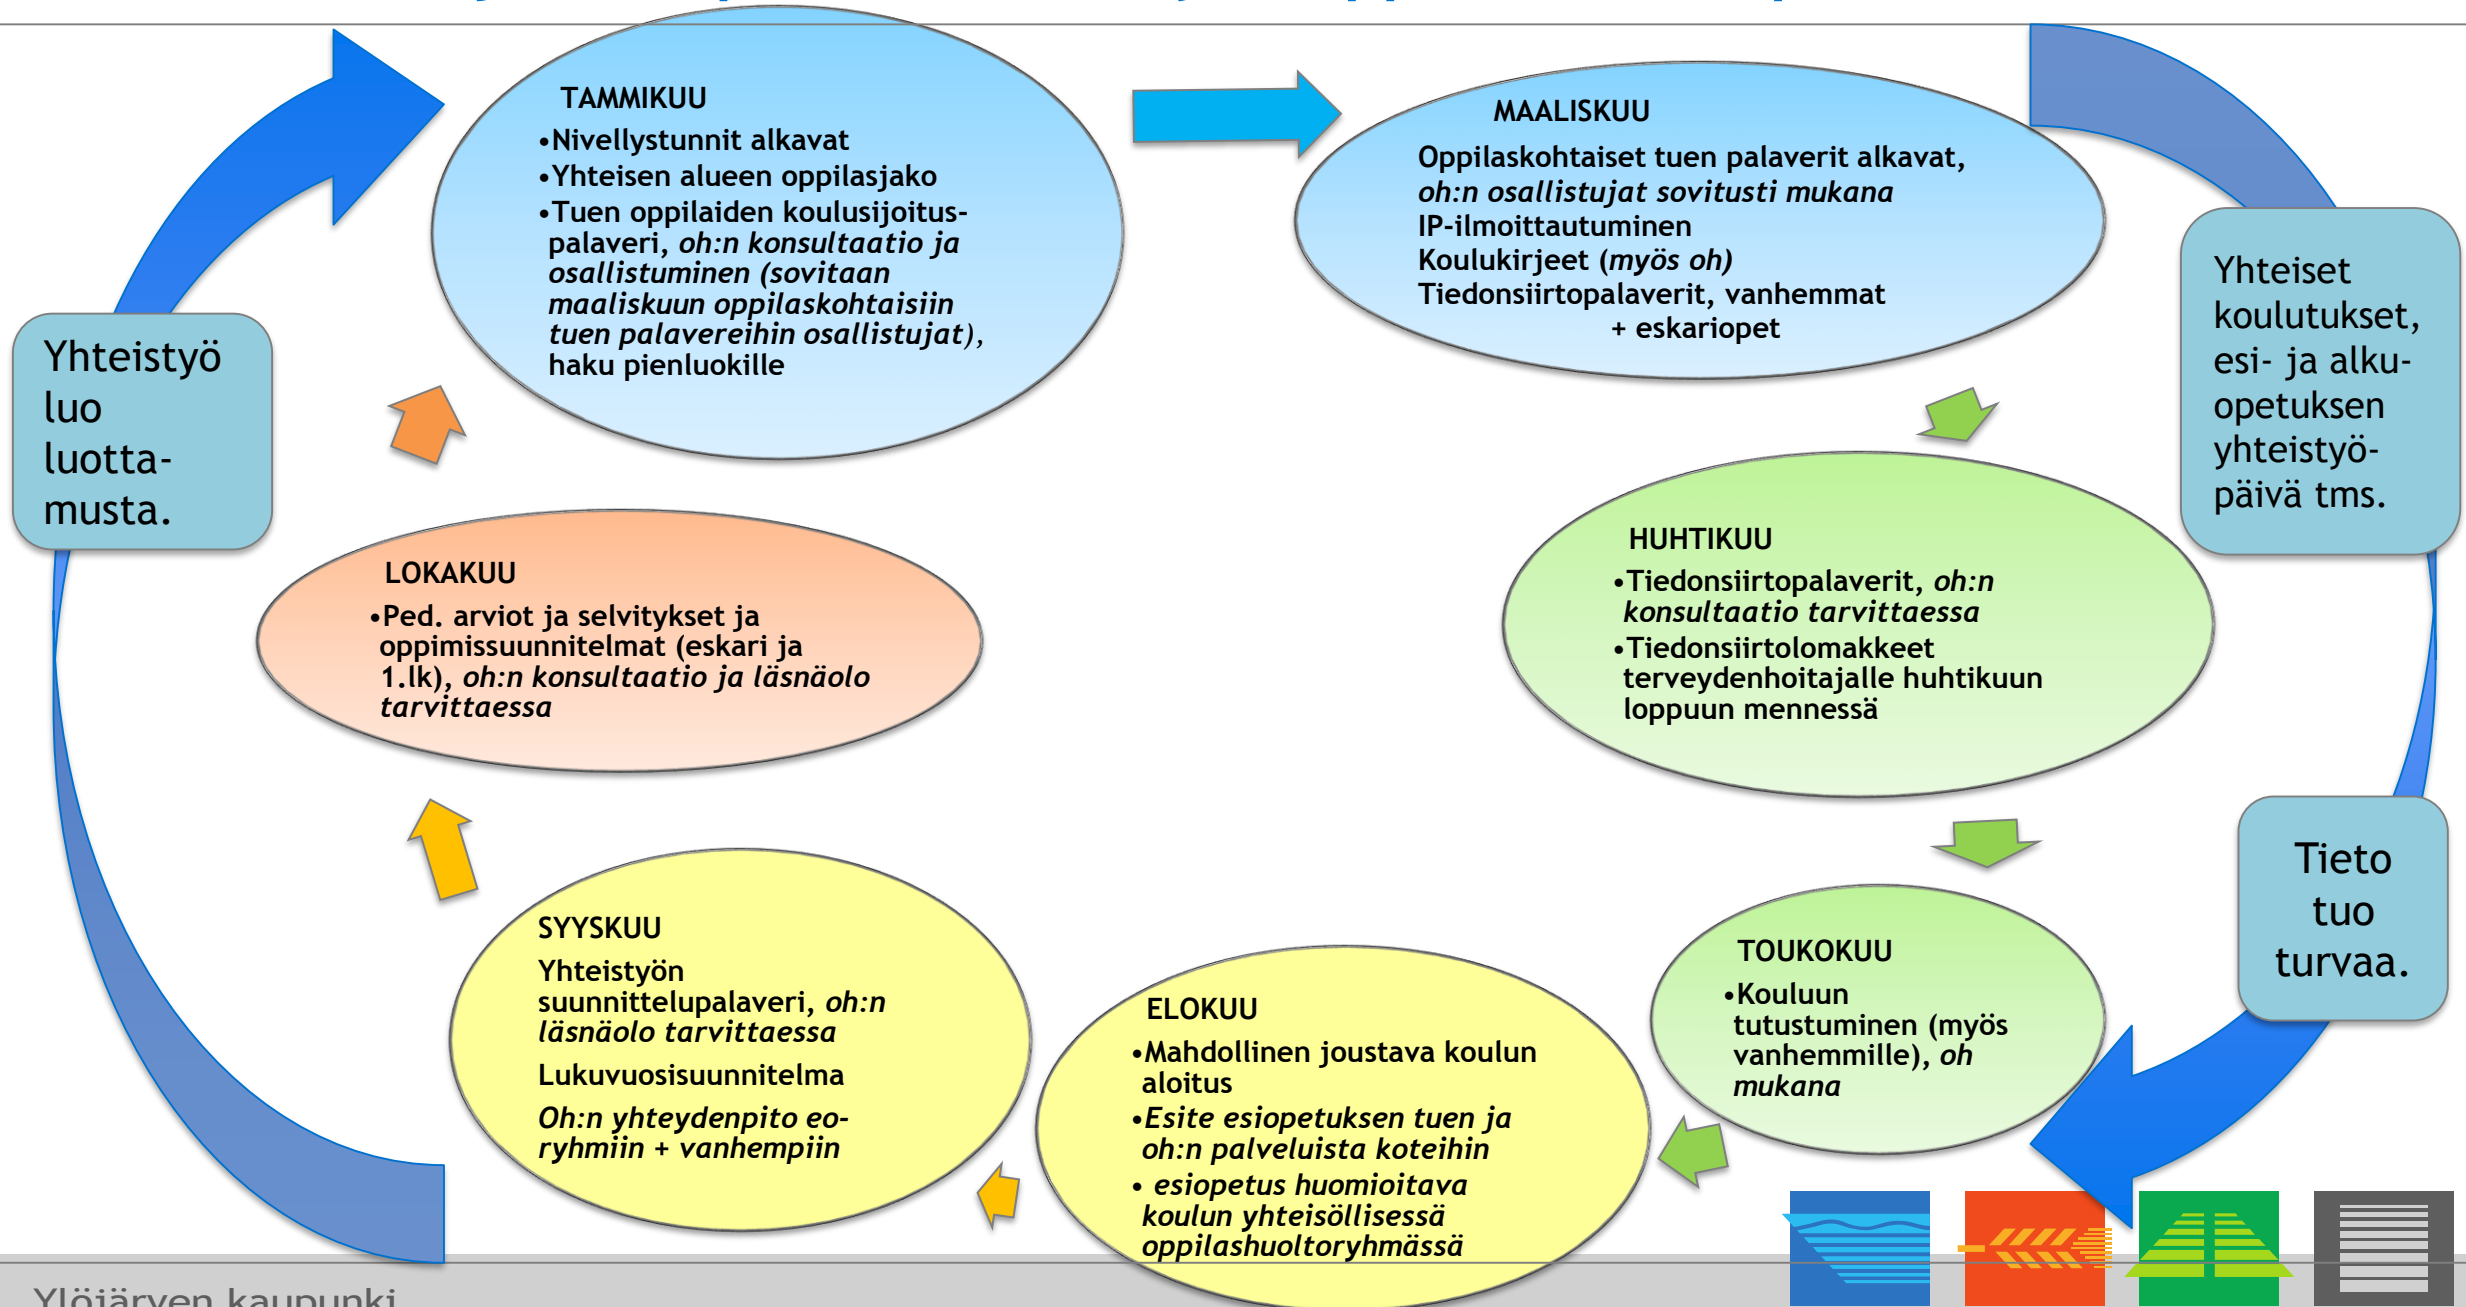 TAMMIKUU
•Nivellystunnit alkavat
•Yhteisen alueen oppilasjako
•Tuen oppilaiden koulusijoitus-
palaveri, oh:n konsultaatio ja
osallistuminen (sovitaan
maaliskuun oppilaskohtaisiin
tuen palavereihin osallistujat),
haku pienluokille
MAALISKUU
Oppilaskohtaiset tuen palaverit alkavat,
oh:n osallistujat sovitusti mukana
IP-ilmoittautuminen
Koulukirjeet (myös oh)
Tiedonsiirtopalaverit, vanhemmat
+ eskariopet
Yhteiset
koulutukset,
esi- ja alku-
opetuksen
yhteistyö-
päivä tms.
HUHTIKUU
•Tiedonsiirtopalaverit, oh:n
konsultaatio tarvittaessa
•Tiedonsiirtolomakkeet
terveydenhoitajalle huhtikuun
loppuun mennessä
Tieto
tuo
turvaa.
TOUKOKUU
•Kouluun
tutustuminen (myös
vanhemmille), oh
mukana
ELOKUU
•Mahdollinen joustava koulun
aloitus
•Esite esiopetuksen tuen ja
oh:n palveluista koteihin
• esiopetus huomioitava
koulun yhteisöllisessä
oppilashuoltoryhmässä
SYYSKUU
Yhteistyön
suunnittelupalaveri, oh:n
läsnäolo tarvittaessa
Lukuvuosisuunnitelma
Oh:n yhteydenpito eo-
ryhmiin + vanhempiin
LOKAKUU
•Ped. arviot ja selvitykset ja
oppimissuunnitelmat (eskari ja
1.lk), oh:n konsultaatio ja läsnäolo
tarvittaessa
Yhteistyö
luo
luotta-
musta.
Ylöjärven kaupunki